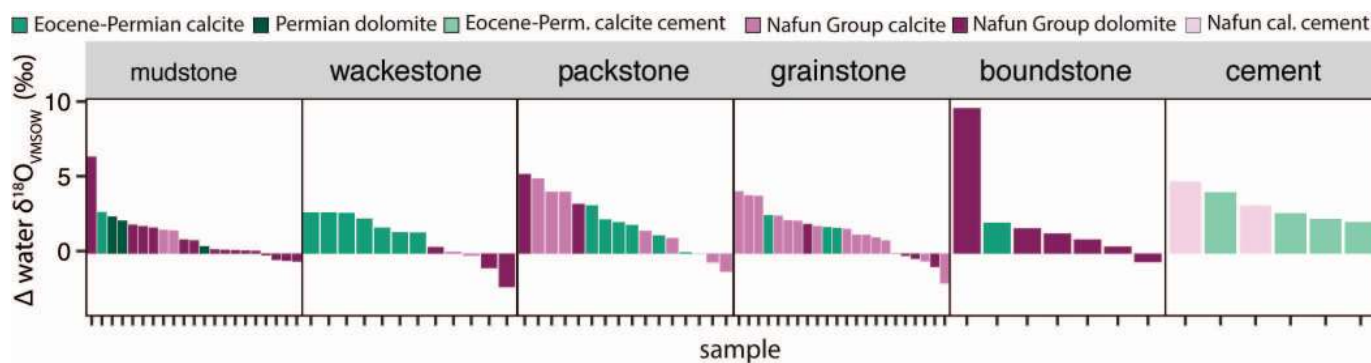 Eocene-Permian calcite Permian dolomite Eocene-Perm. calcite cement Nafun Group calcite Nafun Group dolomite Nafun cal. cement
mudstone wackestone packstone grainstone boundstone cement
Δ water δ¹⁸O_VMSOW (‰)
10
5
0
sample